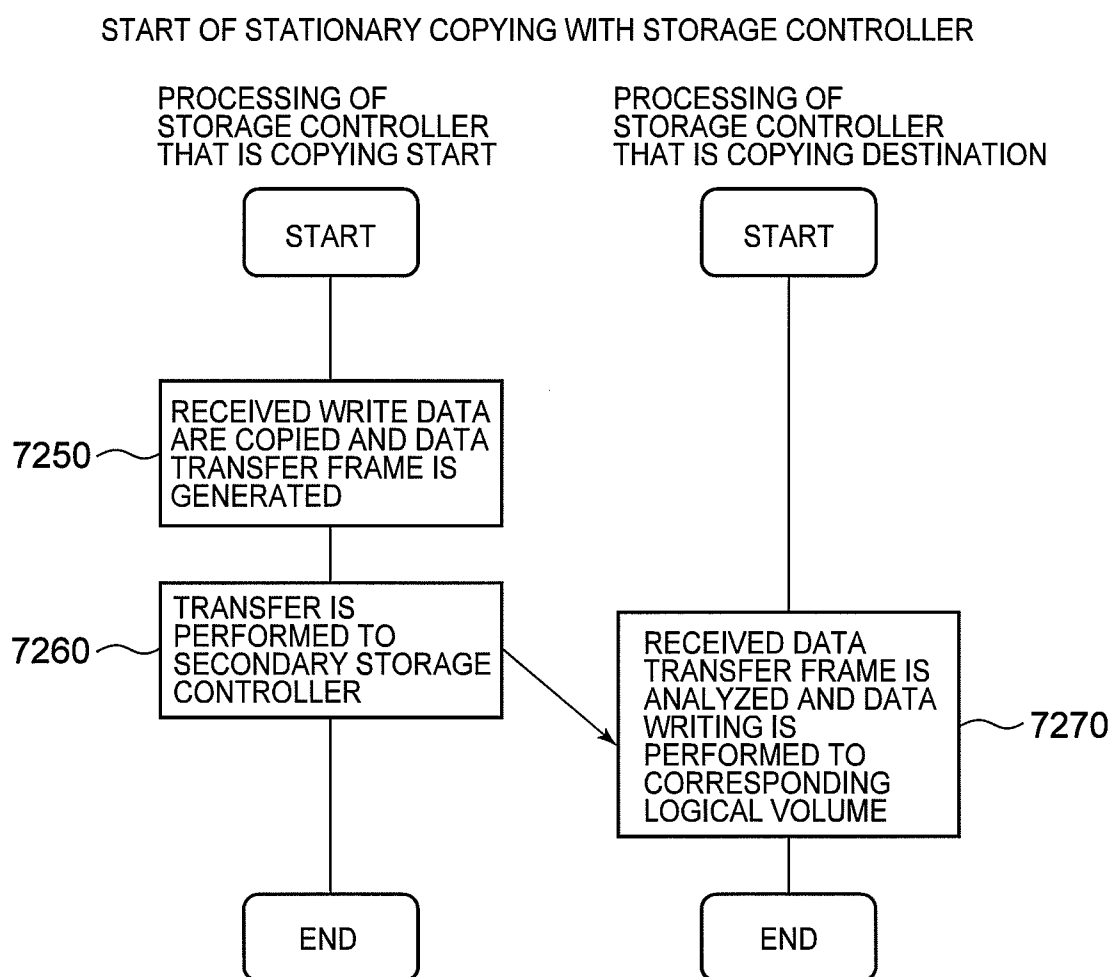 START OF STATIONARY COPYING WITH STORAGE CONTROLLER
PROCESSING OF
STORAGE CONTROLLER
THAT IS COPYING START
START
7250
RECEIVED WRITE DATA
ARE COPIED AND DATA
TRANSFER FRAME IS
GENERATED
7260
TRANSFER IS
PERFORMED TO
SECONDARY STORAGE
CONTROLLER
END
PROCESSING OF
STORAGE CONTROLLER
THAT IS COPYING DESTINATION
START
RECEIVED DATA
TRANSFER FRAME IS
ANALYZED AND DATA
WRITING IS
PERFORMED TO
CORRESPONDING
LOGICAL VOLUME
7270
END